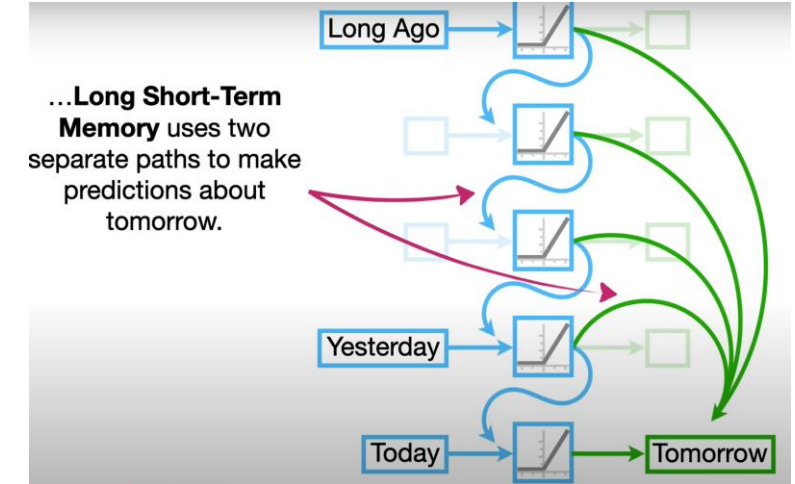 Long Ago
…Long Short-Term
Memory uses two
separate paths to make
predictions about
tomorrow.
Yesterday
Today
Tomorrow